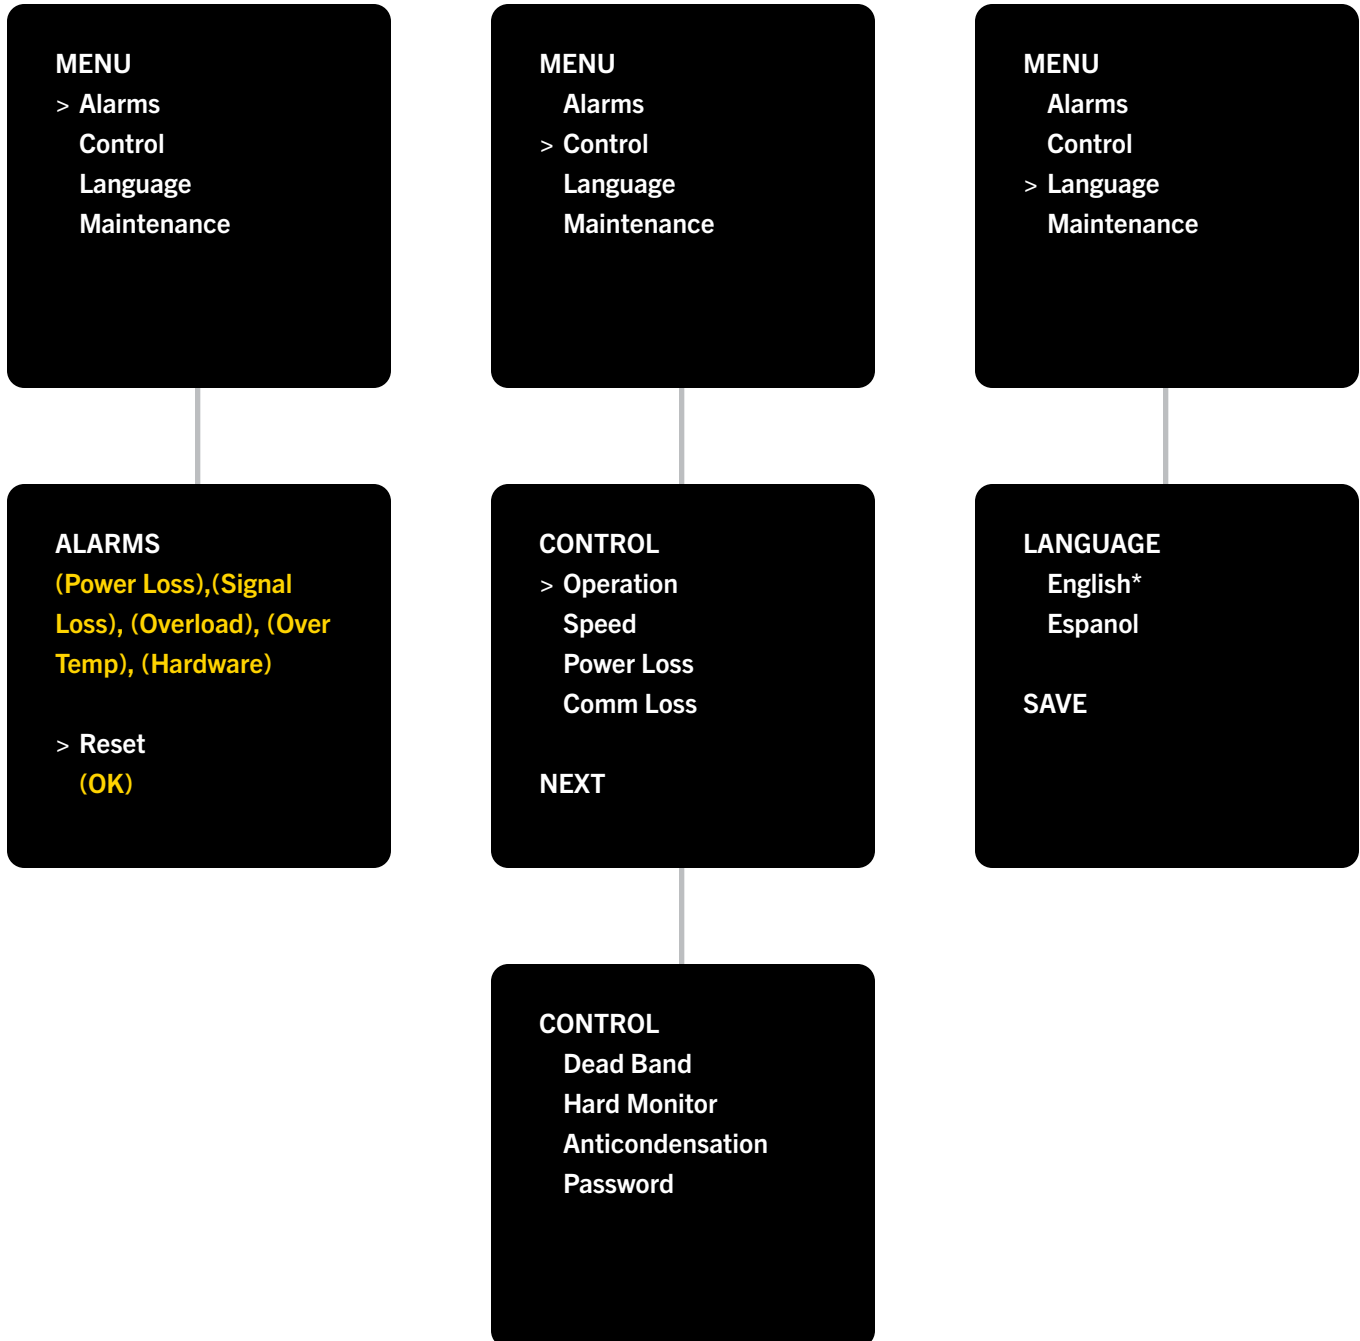 MENU
> Alarms
Control
Language
Maintenance
MENU
Alarms
> Control
Language
Maintenance
MENU
Alarms
Control
> Language
Maintenance
ALARMS
(Power Loss),(Signal
Loss), (Overload), (Over
Temp), (Hardware)
> Reset
(OK)
CONTROL
> Operation
Speed
Power Loss
Comm Loss
NEXT
LANGUAGE
English*
Espanol
SAVE
CONTROL
Dead Band
Hard Monitor
Anticondensation
Password